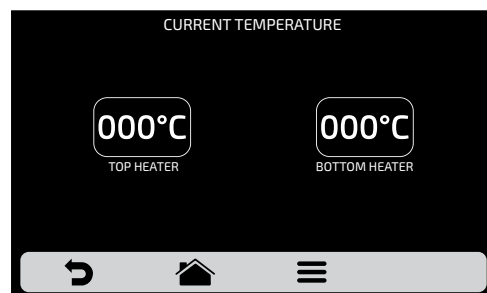 CURRENT TEMPERATURE
000°C 000°C
TOP HEATER BOTTOM HEATER